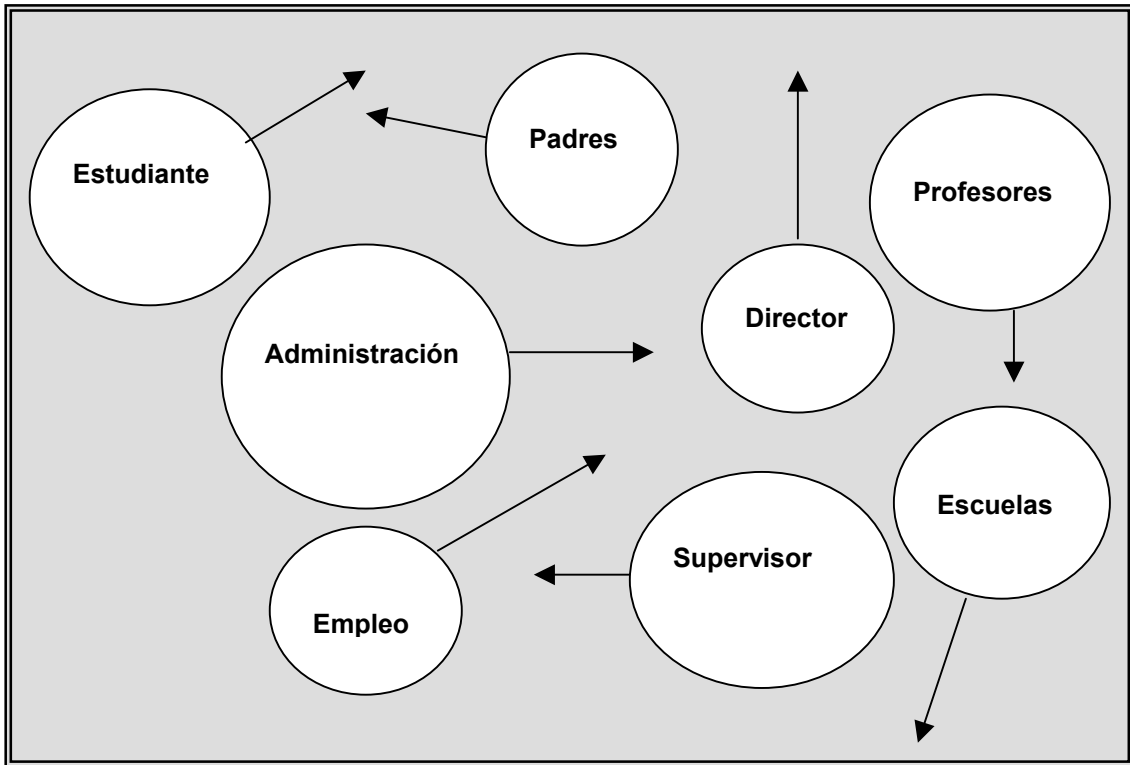 Padres
Estudiante
Profesores
Director
Administración
Escuelas
Supervisor
Empleo